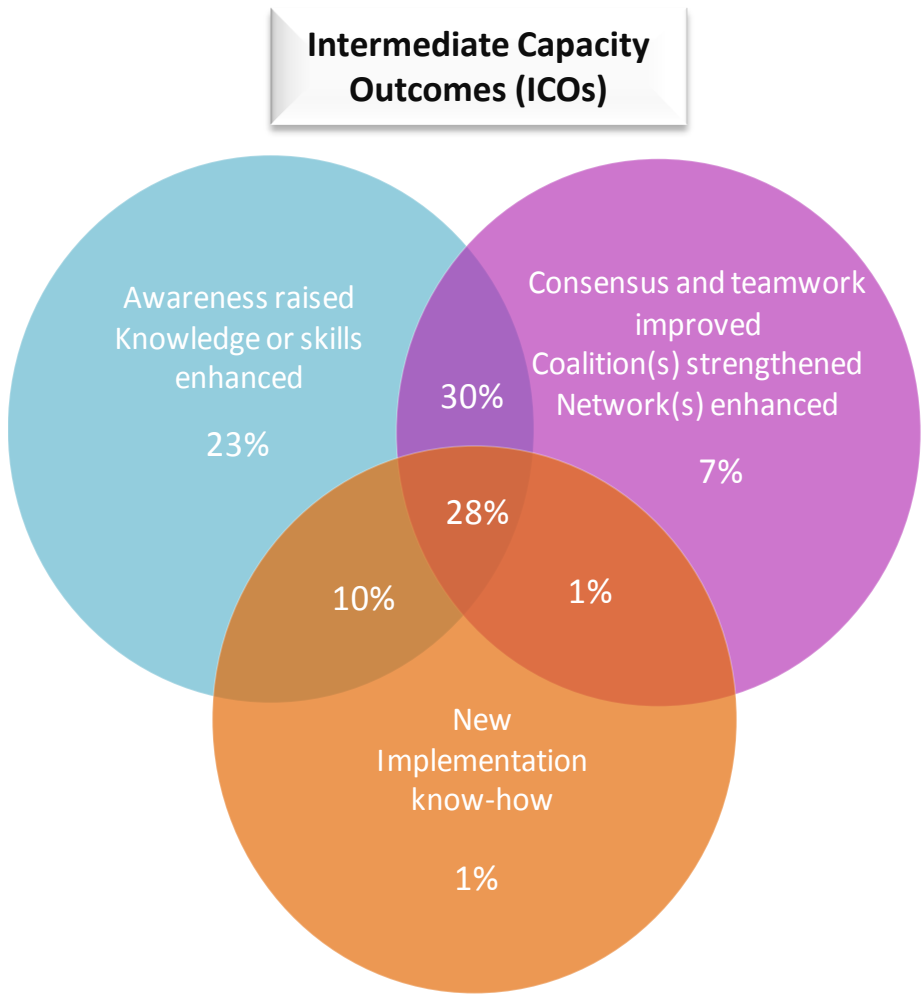 Intermediate Capacity
Outcomes (ICOs)
Awareness raised
Knowledge or skills
enhanced
23%
Consensus and teamwork
improved
Coalition(s) strengthened
Network(s) enhanced
7%
30%
28%
10%
1%
New
Implementation
know-how
1%